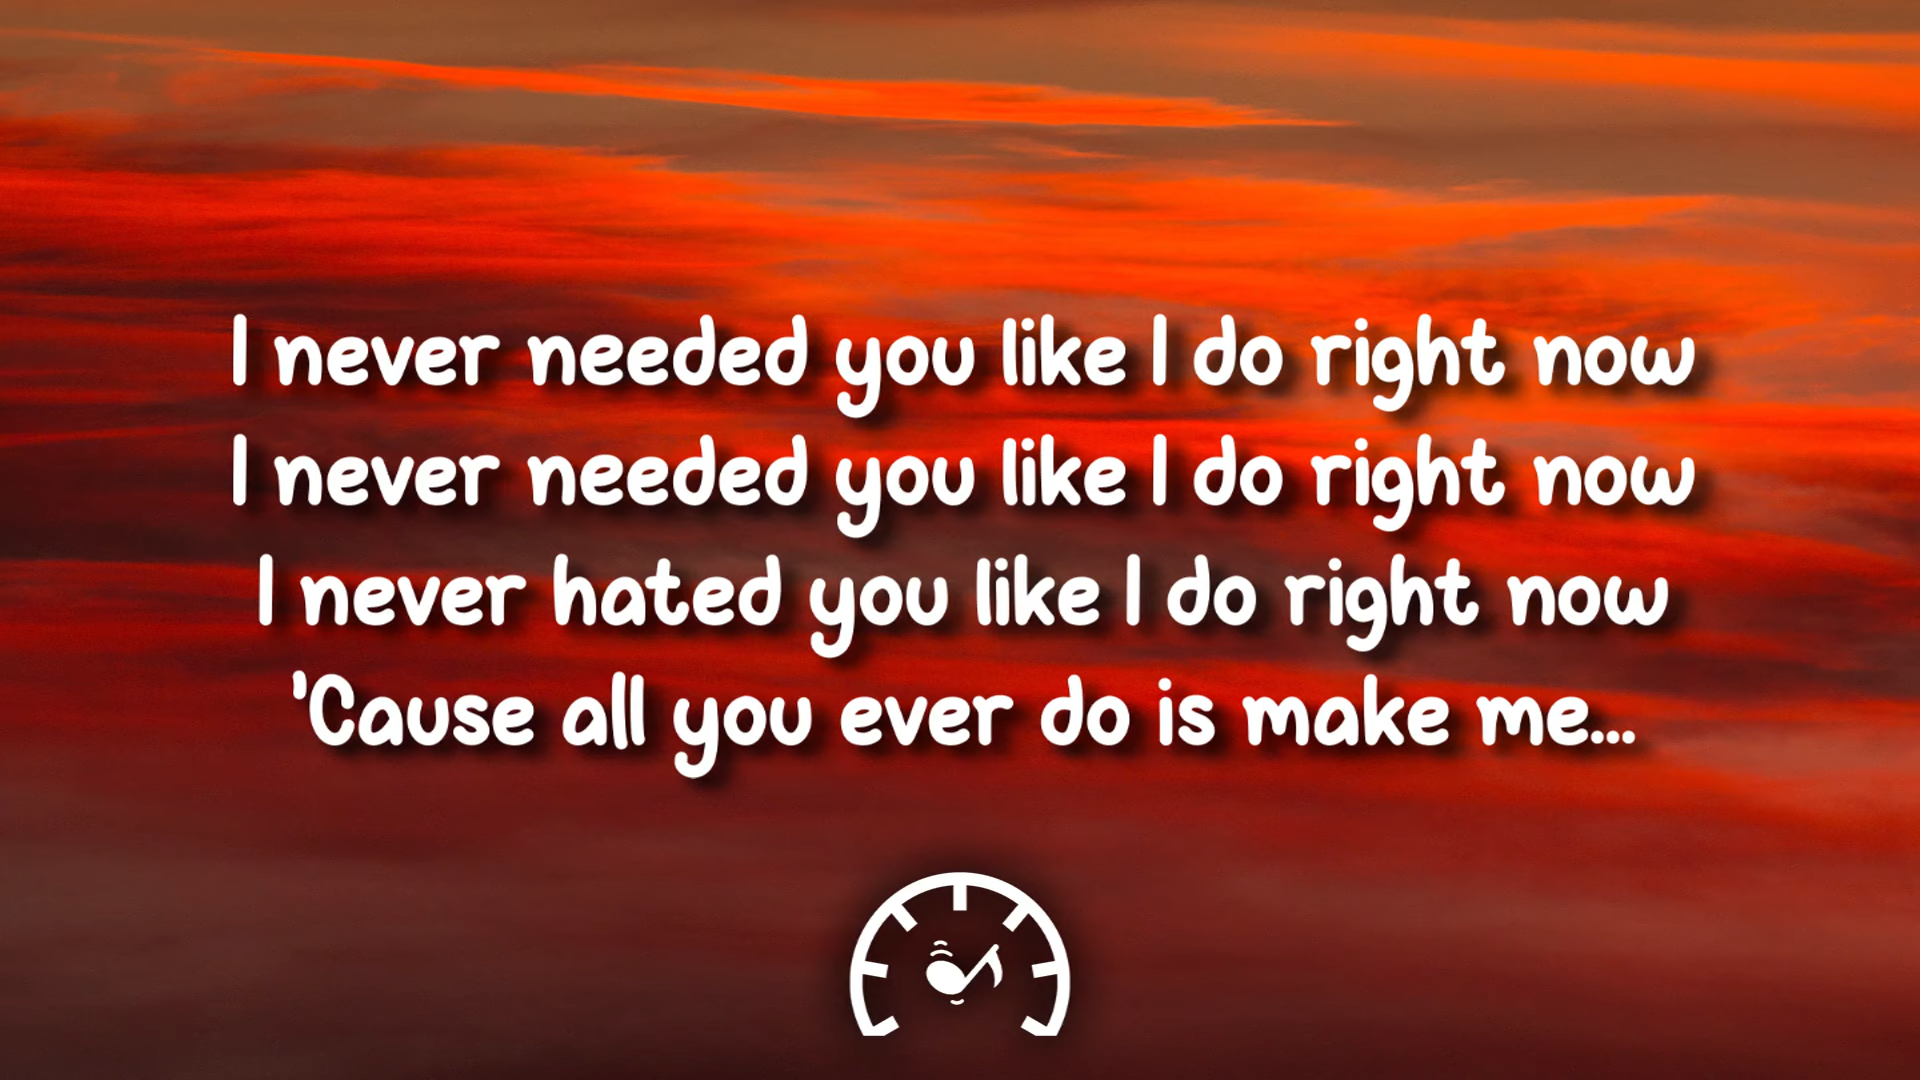 I never needed you like I do right now
I never needed you like I do right now
I never hated you like I do right now
'Cause all you ever do is make me...